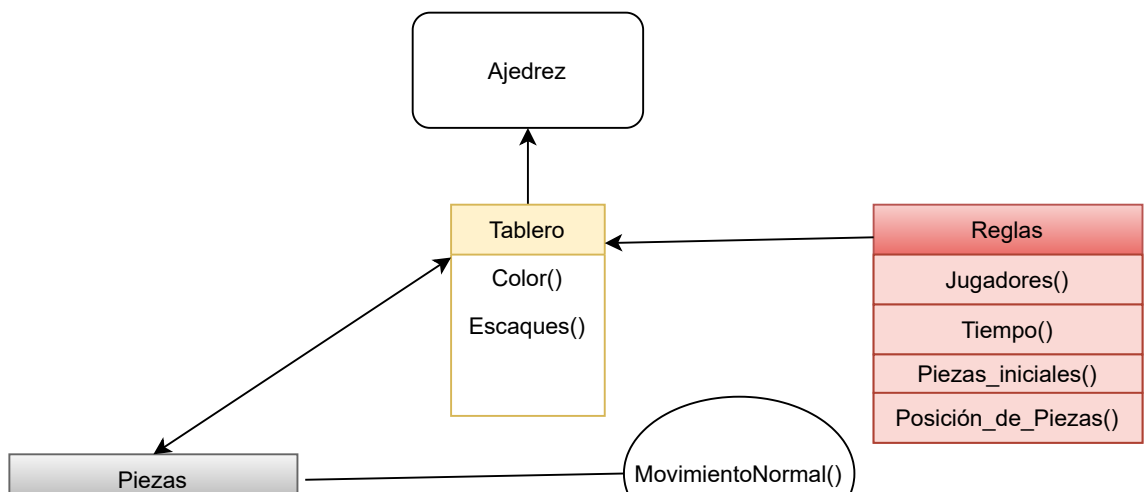 Ajedrez
Tablero
Color()
Escaques()
Reglas
Jugadores()
Tiempo()
Piezas_iniciales()
Posición_de_Piezas()
Piezas
MovimientoNormal()